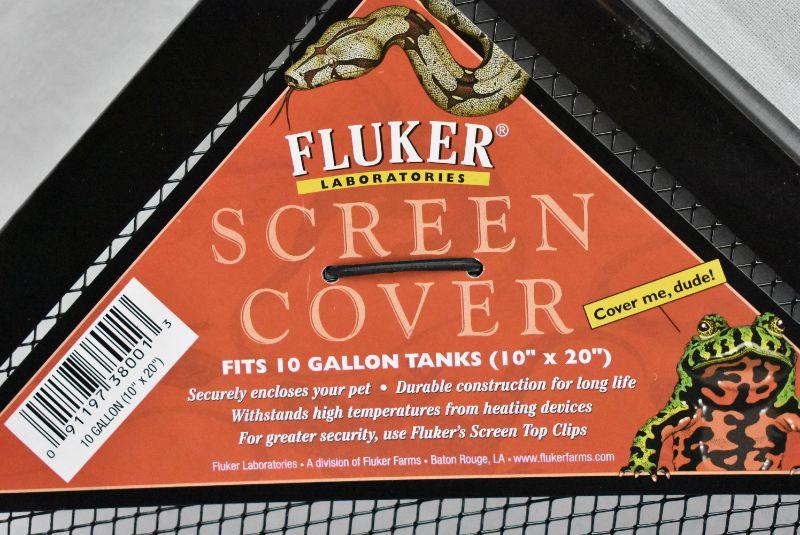 FLUKER®
LABORATORIES
SCREEN
COVER
Cover me, dude!
FITS 10 GALLON TANKS (10" x 20")
Securely encloses your pet • Durable construction for long life
Withstands high temperatures from heating devices
For greater security, use Fluker's Screen Top Clips
Fluker Laboratories • A division of Fluker Farms • Baton Rouge, LA • www.flukerfarms.com
0 91197 38001 3
10 GALLON (10" X 20")